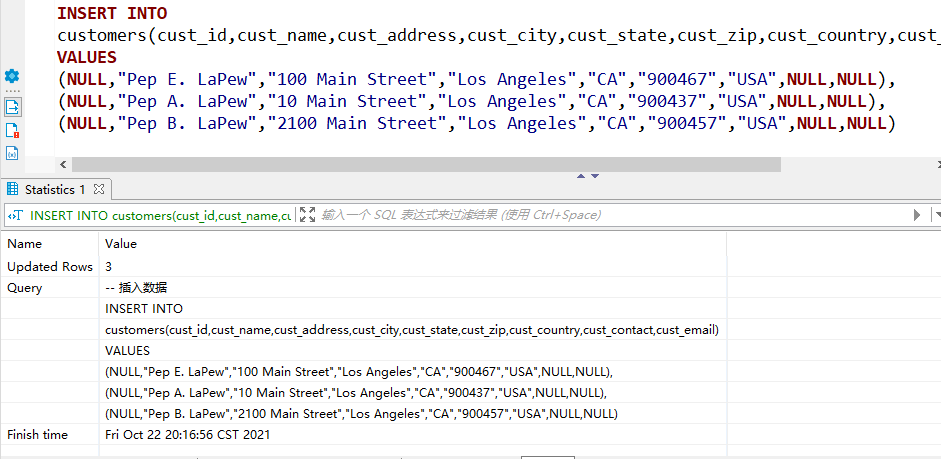 INSERT INTO
customers(cust_id,cust_name,cust_address,cust_city,cust_state,cust_zip,cust_country,cust_
VALUES
(NULL,"Pep E. LaPew","100 Main Street","Los Angeles","CA","900467","USA",NULL,NULL),
(NULL,"Pep A. LaPew","10 Main Street","Los Angeles","CA","900437","USA",NULL,NULL),
(NULL,"Pep B. LaPew","2100 Main Street","Los Angeles","CA","900457","USA",NULL,NULL)
Statistics 1
INSERT INTO customers(cust_id,cust_name,cu 输入一个 SQL 表达式来过滤结果 (使用 Ctrl+Space)
Name Value
Updated Rows 3
Query -- 插入数据
INSERT INTO
customers(cust_id,cust_name,cust_address,cust_city,cust_state,cust_zip,cust_country,cust_contact,cust_email)
VALUES
(NULL,"Pep E. LaPew","100 Main Street","Los Angeles","CA","900467","USA",NULL,NULL),
(NULL,"Pep A. LaPew","10 Main Street","Los Angeles","CA","900437","USA",NULL,NULL),
(NULL,"Pep B. LaPew","2100 Main Street","Los Angeles","CA","900457","USA",NULL,NULL)
Finish time Fri Oct 22 20:16:56 CST 2021